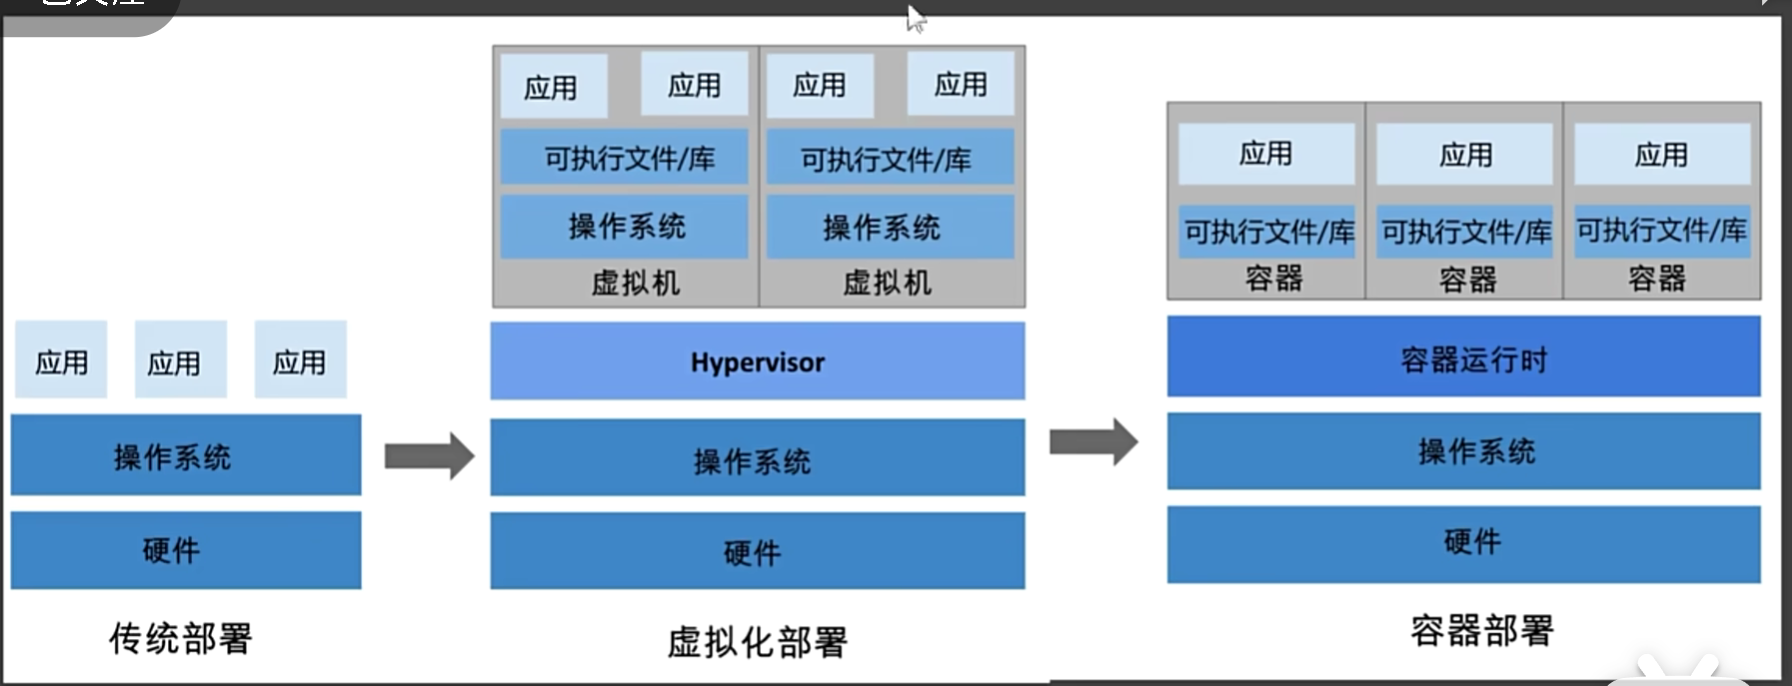 应用 应用 应用
操作系统
硬件
传统部署
应用 应用 应用 应用
可执行文件/库 可执行文件/库
操作系统 操作系统
虚拟机 虚拟机
Hypervisor
操作系统
硬件
虚拟化部署
应用 应用 应用
可执行文件/库 可执行文件/库 可执行文件/库
容器 容器 容器
容器运行时
操作系统
硬件
容器部署